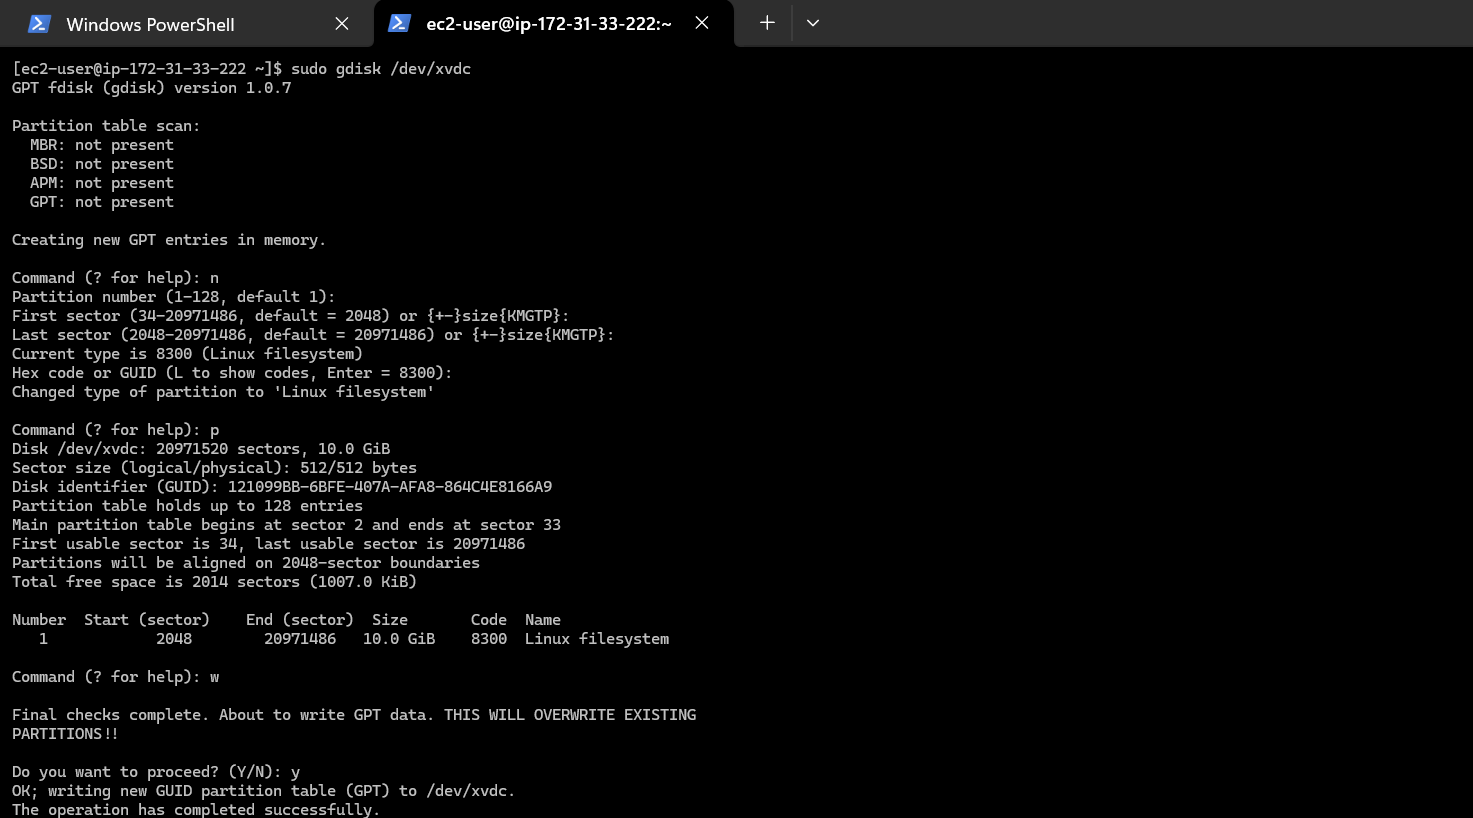 Windows PowerShell
ec2-user@ip-172-31-33-222:~
[ec2-user@ip-172-31-33-222 ~]$ sudo gdisk /dev/xvdc
GPT fdisk (gdisk) version 1.0.7
Partition table scan:
MBR: not present
BSD: not present
APM: not present
GPT: not present
Creating new GPT entries in memory.
Command (? for help): n
Partition number (1-128, default 1):
First sector (34-20971486, default = 2048) or {+-}size{KMGTP}:
Last sector (2048-20971486, default = 20971486) or {+-}size{KMGTP}:
Current type is 8300 (Linux filesystem)
Hex code or GUID (L to show codes, Enter = 8300):
Changed type of partition to 'Linux filesystem'
Command (? for help): p
Disk /dev/xvdc: 20971520 sectors, 10.0 GiB
Sector size (logical/physical): 512/512 bytes
Disk identifier (GUID): 121099BB-6BFE-407A-AFA8-864C4E8166A9
Partition table holds up to 128 entries
Main partition table begins at sector 2 and ends at sector 33
First usable sector is 34, last usable sector is 20971486
Partitions will be aligned on 2048-sector boundaries
Total free space is 2014 sectors (1007.0 KiB)
Number  Start (sector)    End (sector)  Size       Code  Name
1            2048        20971486   10.0 GiB    8300  Linux filesystem
Command (? for help): w
Final checks complete. About to write GPT data. THIS WILL OVERWRITE EXISTING
PARTITIONS!!
Do you want to proceed? (Y/N): y
OK; writing new GUID partition table (GPT) to /dev/xvdc.
The operation has completed successfully.